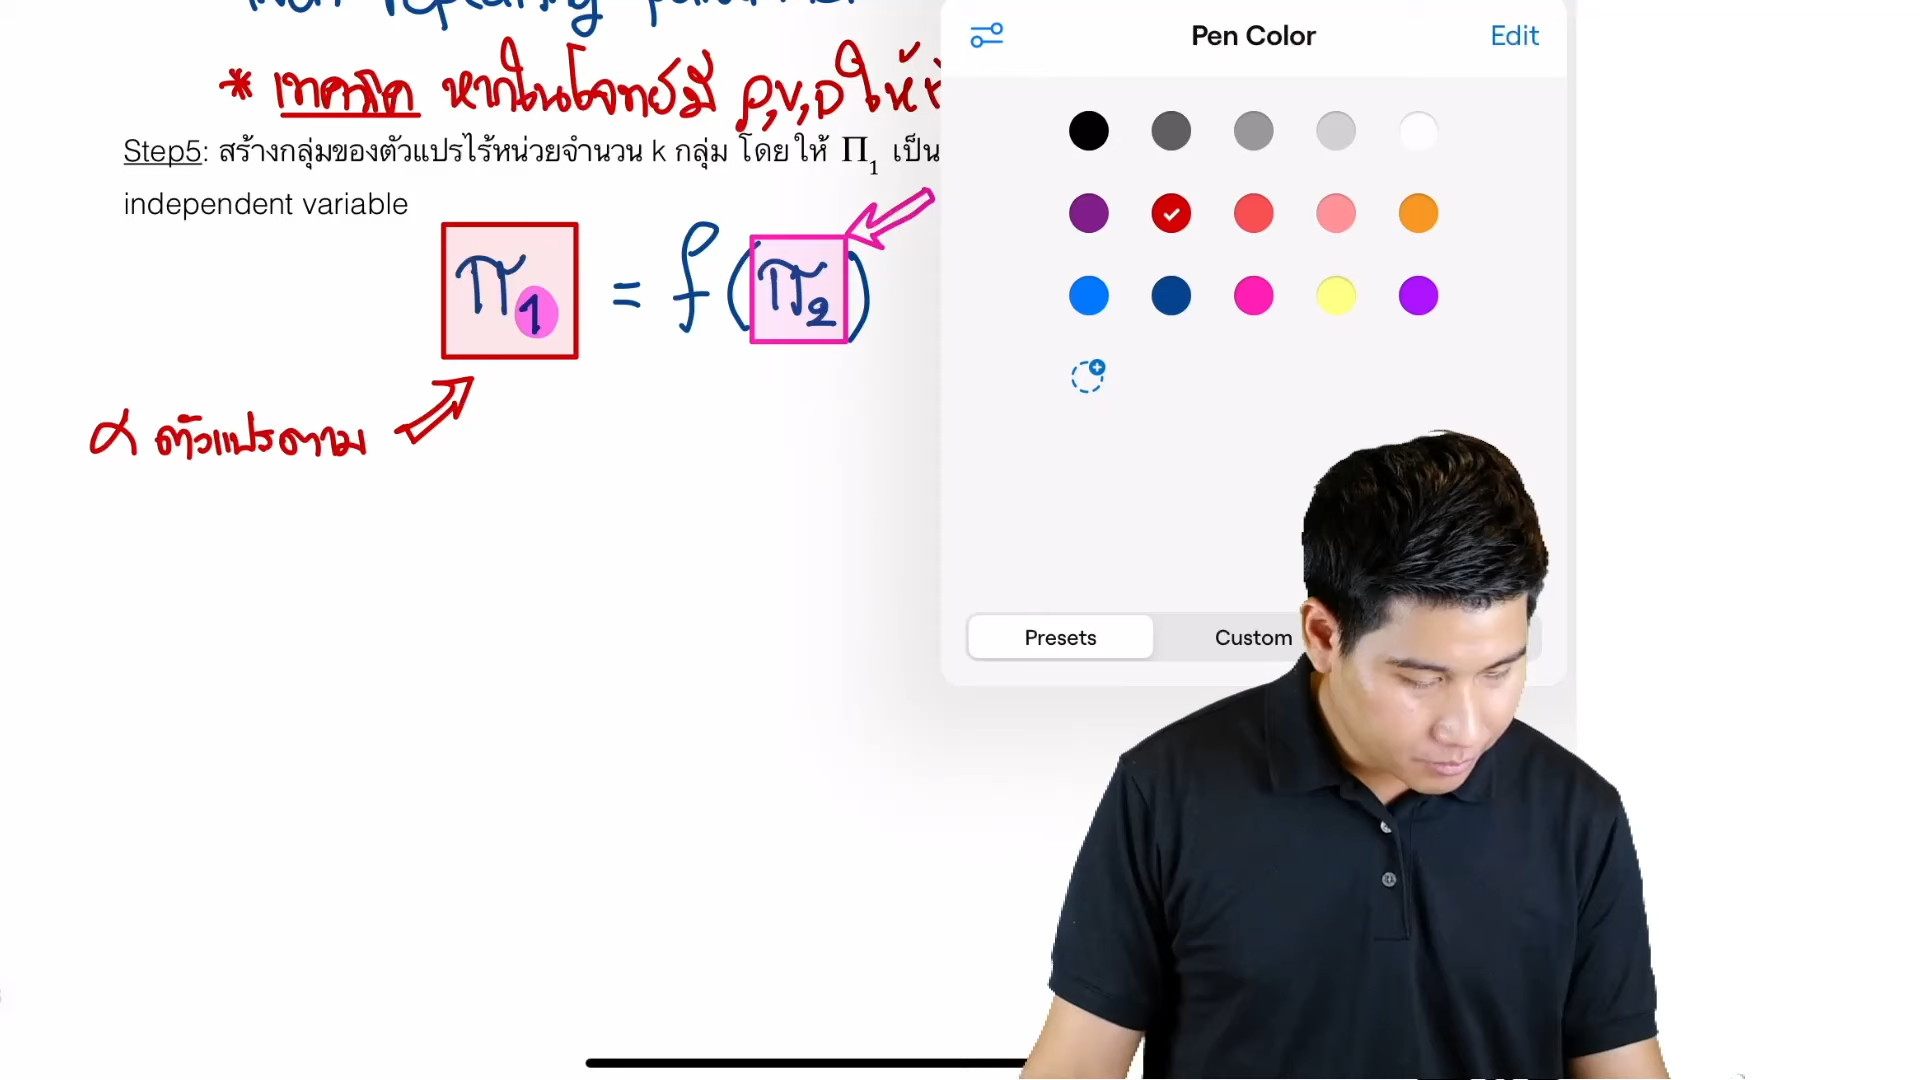 Non repeating
* เทคนิค หากในโจทย์มี ρ,V,D ให้
Step5: สร้างกลุ่มของตัวแปรไร้หน่วยจำนวน k กลุ่ม โดยให้ Π1 เป็น
independent variable
π1 = f(π2)
α ตัวแปรตาม
Pen Color
Edit
Presets
Custom